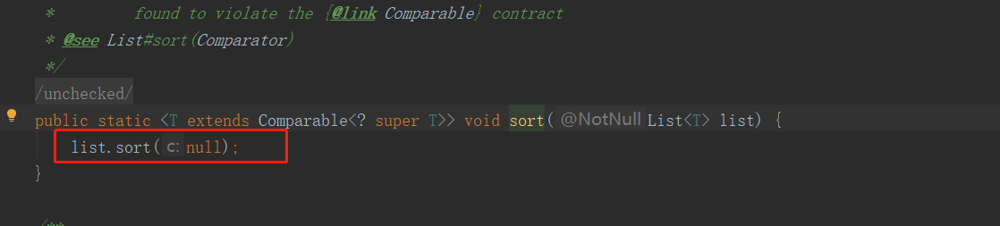 * found to violate the {@link Comparable} contract
* @see List#sort(Comparator)
*/
/unchecked/
public static <T extends Comparable<? super T>> void sort( @NotNull List<T> list) {
list.sort( c: null);
}
/**